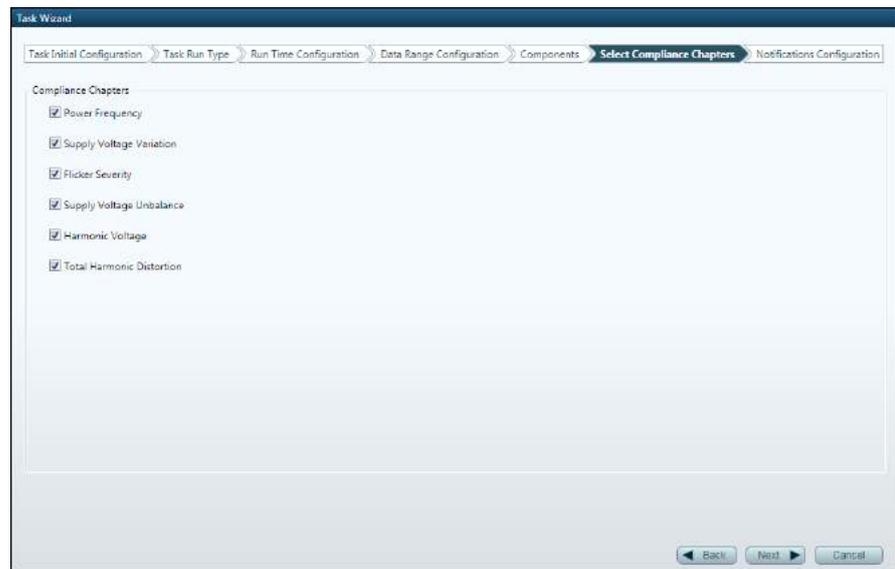 Task Wizard
Task Initial Configuration Task Run Type Run Time Configuration Data Range Configuration Components Select Compliance Chapters Notifications Configuration
Compliance Chapters
Power Frequency
Supply Voltage Variation
Flicker Severity
Supply Voltage Unbalance
Harmonic Voltage
Total Harmonic Distortion
Back Next Cancel